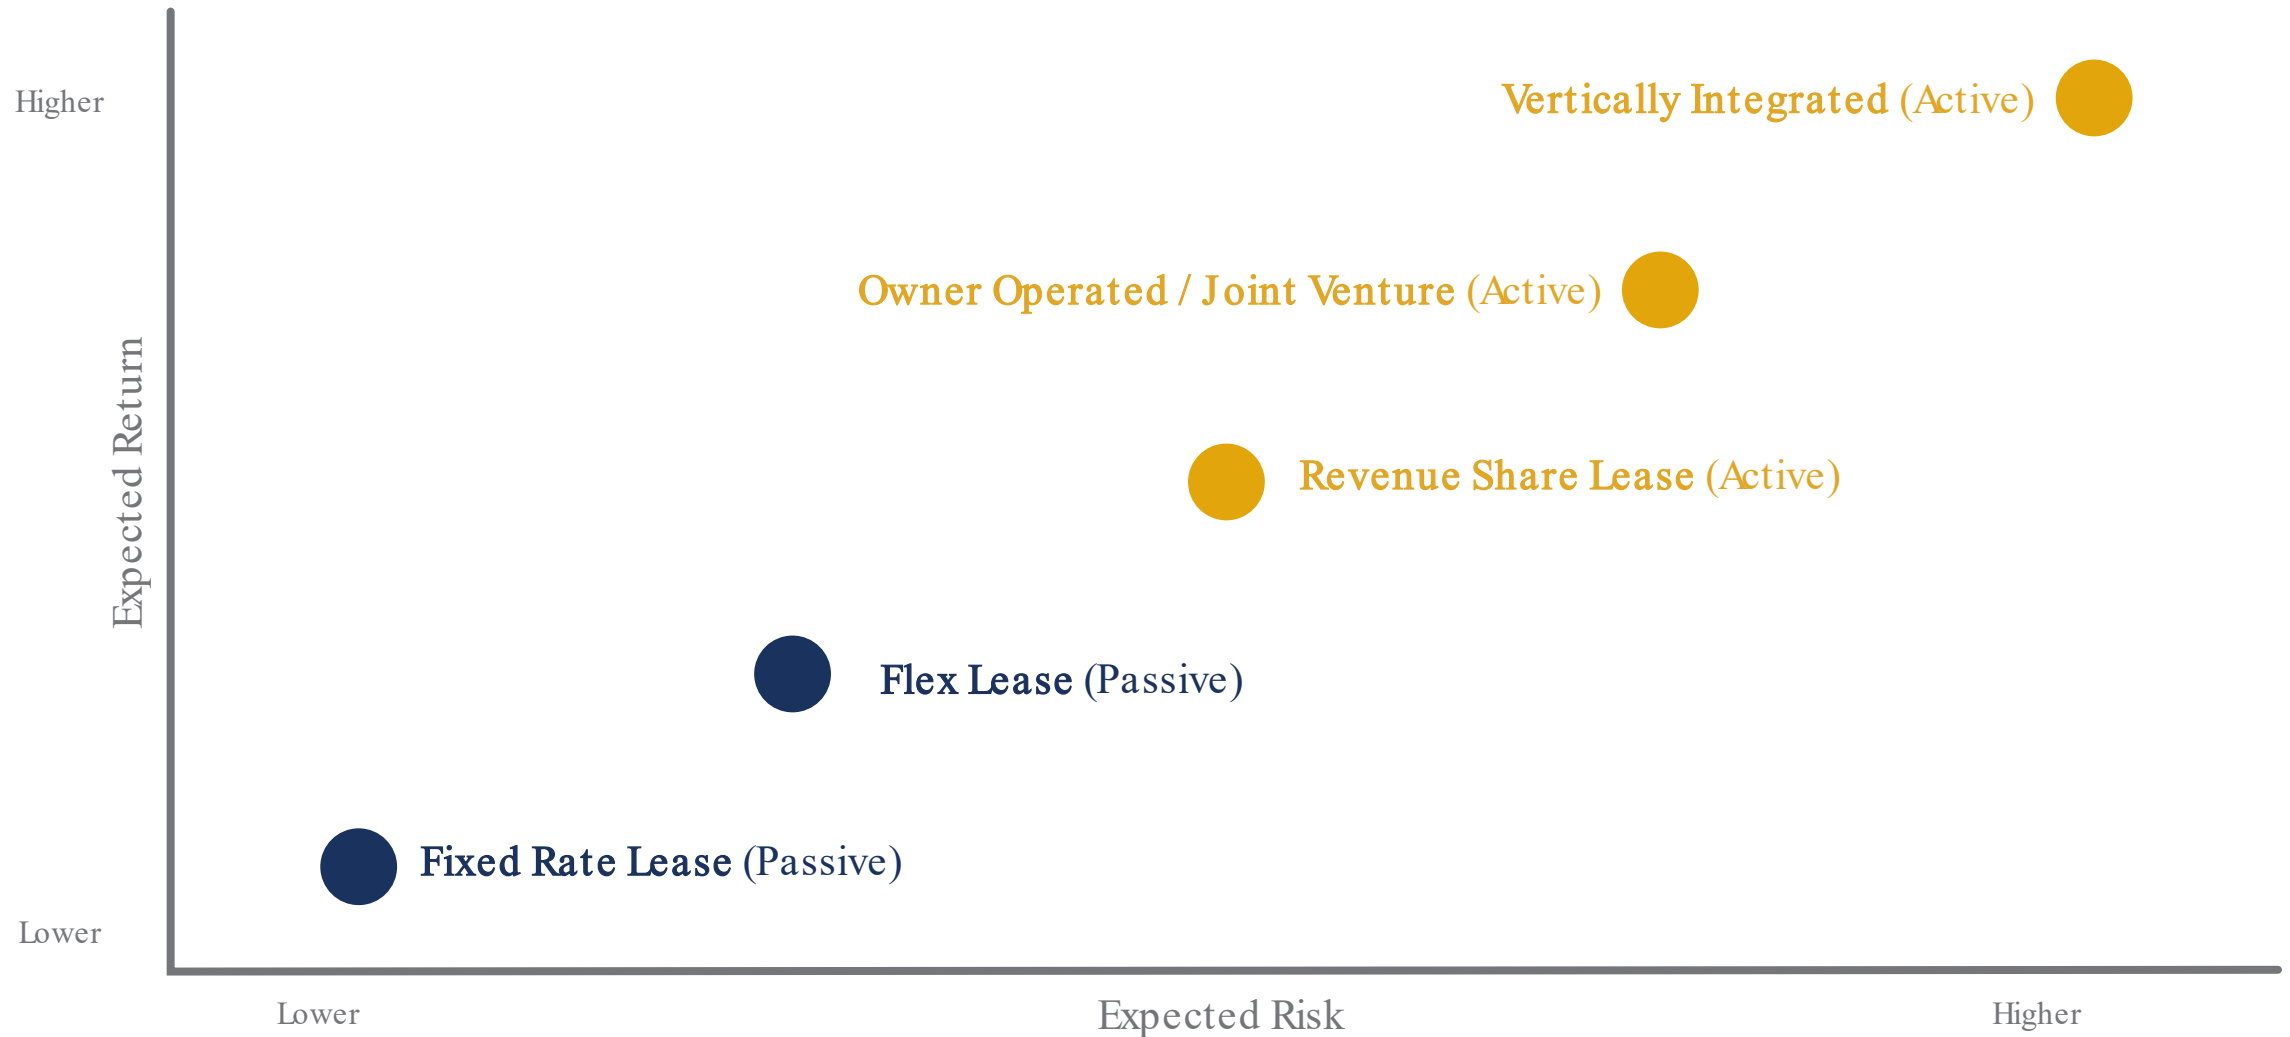 Higher
Vertically Integrated (Active)
Owner Operated / Joint Venture (Active)
Expected Return
Revenue Share Lease (Active)
Flex Lease (Passive)
Fixed Rate Lease (Passive)
Lower
Lower
Expected Risk
Higher